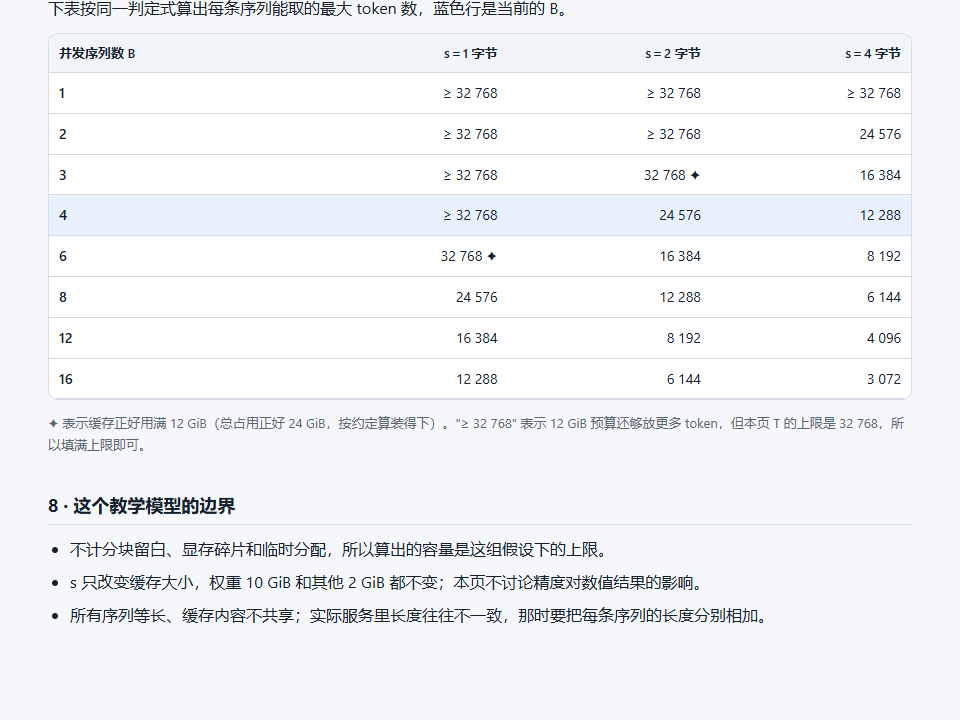 下表按同一判定式算出每条序列能取的最大 token 数，蓝色行是当前的 B。
并发序列数 B s = 1 字节 s = 2 字节 s = 4 字节
1 ≥ 32 768 ≥ 32 768 ≥ 32 768
2 ≥ 32 768 ≥ 32 768 24 576
3 ≥ 32 768 32 768 ✦ 16 384
4 ≥ 32 768 24 576 12 288
6 32 768 ✦ 16 384 8 192
8 24 576 12 288 6 144
12 16 384 8 192 4 096
16 12 288 6 144 3 072
✦ 表示缓存正好用满 12 GiB（总占用正好 24 GiB，按约定算装得下）。"≥ 32 768" 表示 12 GiB 预算还够放更多 token，但本页 T 的上限是 32 768，所
以填满上限即可。
8 · 这个教学模型的边界
• 不计分块留白、显存碎片和临时分配，所以算出的容量是这组假设下的上限。
• s 只改变缓存大小，权重 10 GiB 和其他 2 GiB 都不变；本页不讨论精度对数值结果的影响。
• 所有序列等长、缓存内容不共享；实际服务里长度往往不一致，那时要把每条序列的长度分别相加。